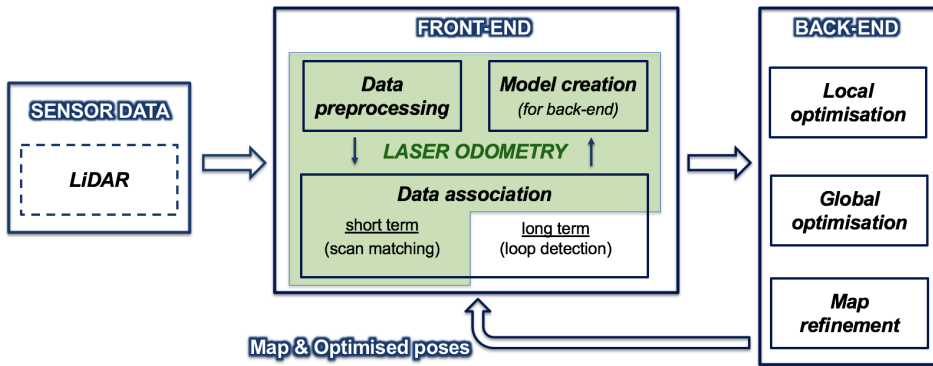 SENSOR DATA
LiDAR
FRONT-END
Data
preprocessing
Model creation
(for back-end)
LASER ODOMETRY
Data association
short term
(scan matching)
long term
(loop detection)
BACK-END
Local
optimisation
Global
optimisation
Map
refinement
Map & Optimised poses